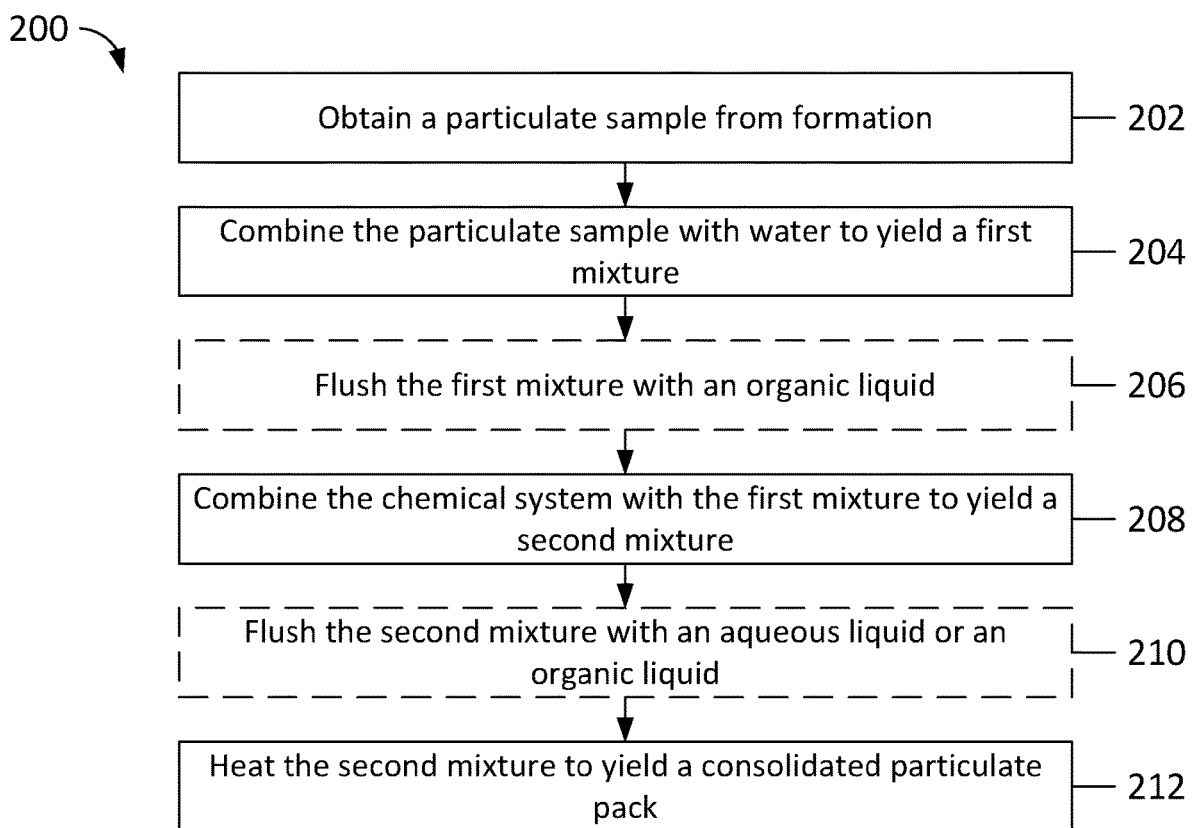 200
Obtain a particulate sample from formation
202
Combine the particulate sample with water to yield a first
mixture
204
Flush the first mixture with an organic liquid
206
Combine the chemical system with the first mixture to yield a
second mixture
208
Flush the second mixture with an aqueous liquid or an
organic liquid
210
Heat the second mixture to yield a consolidated particulate
pack
212